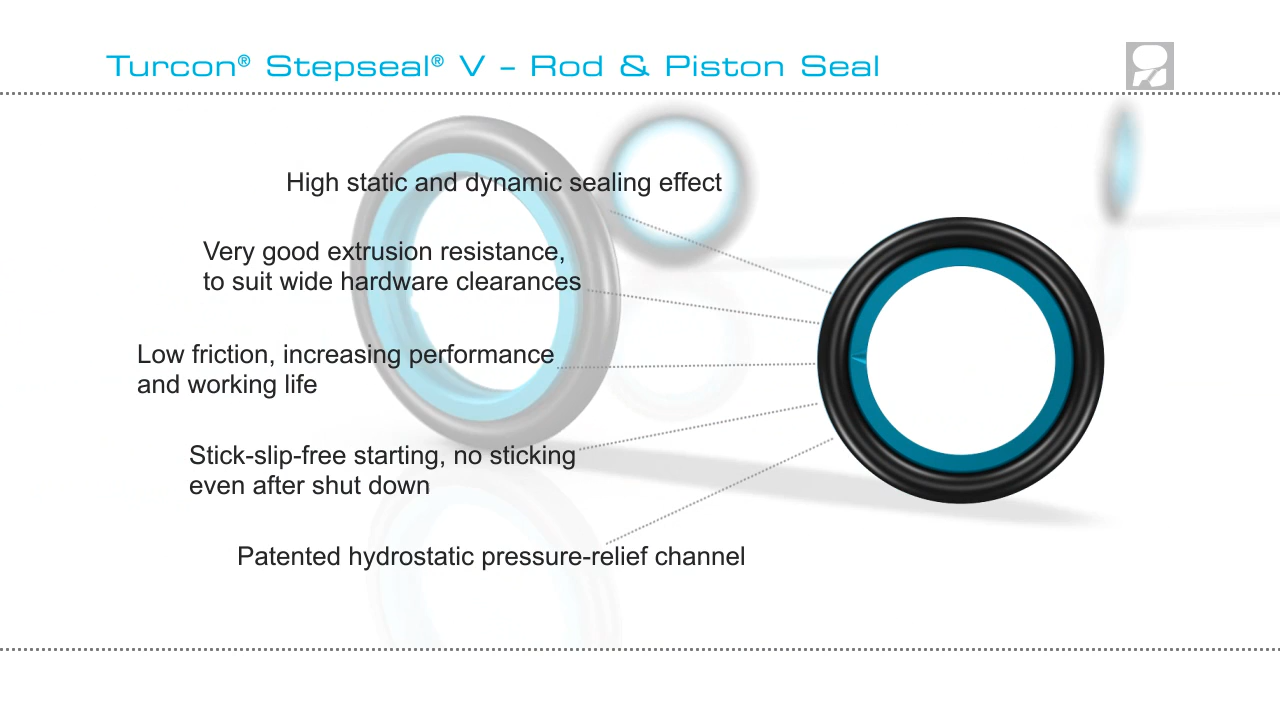 Turcon® Stepseal® V – Rod & Piston Seal
High static and dynamic sealing effect
Very good extrusion resistance,
to suit wide hardware clearances
Low friction, increasing performance
and working life
Stick-slip-free starting, no sticking
even after shut down
Patented hydrostatic pressure-relief channel